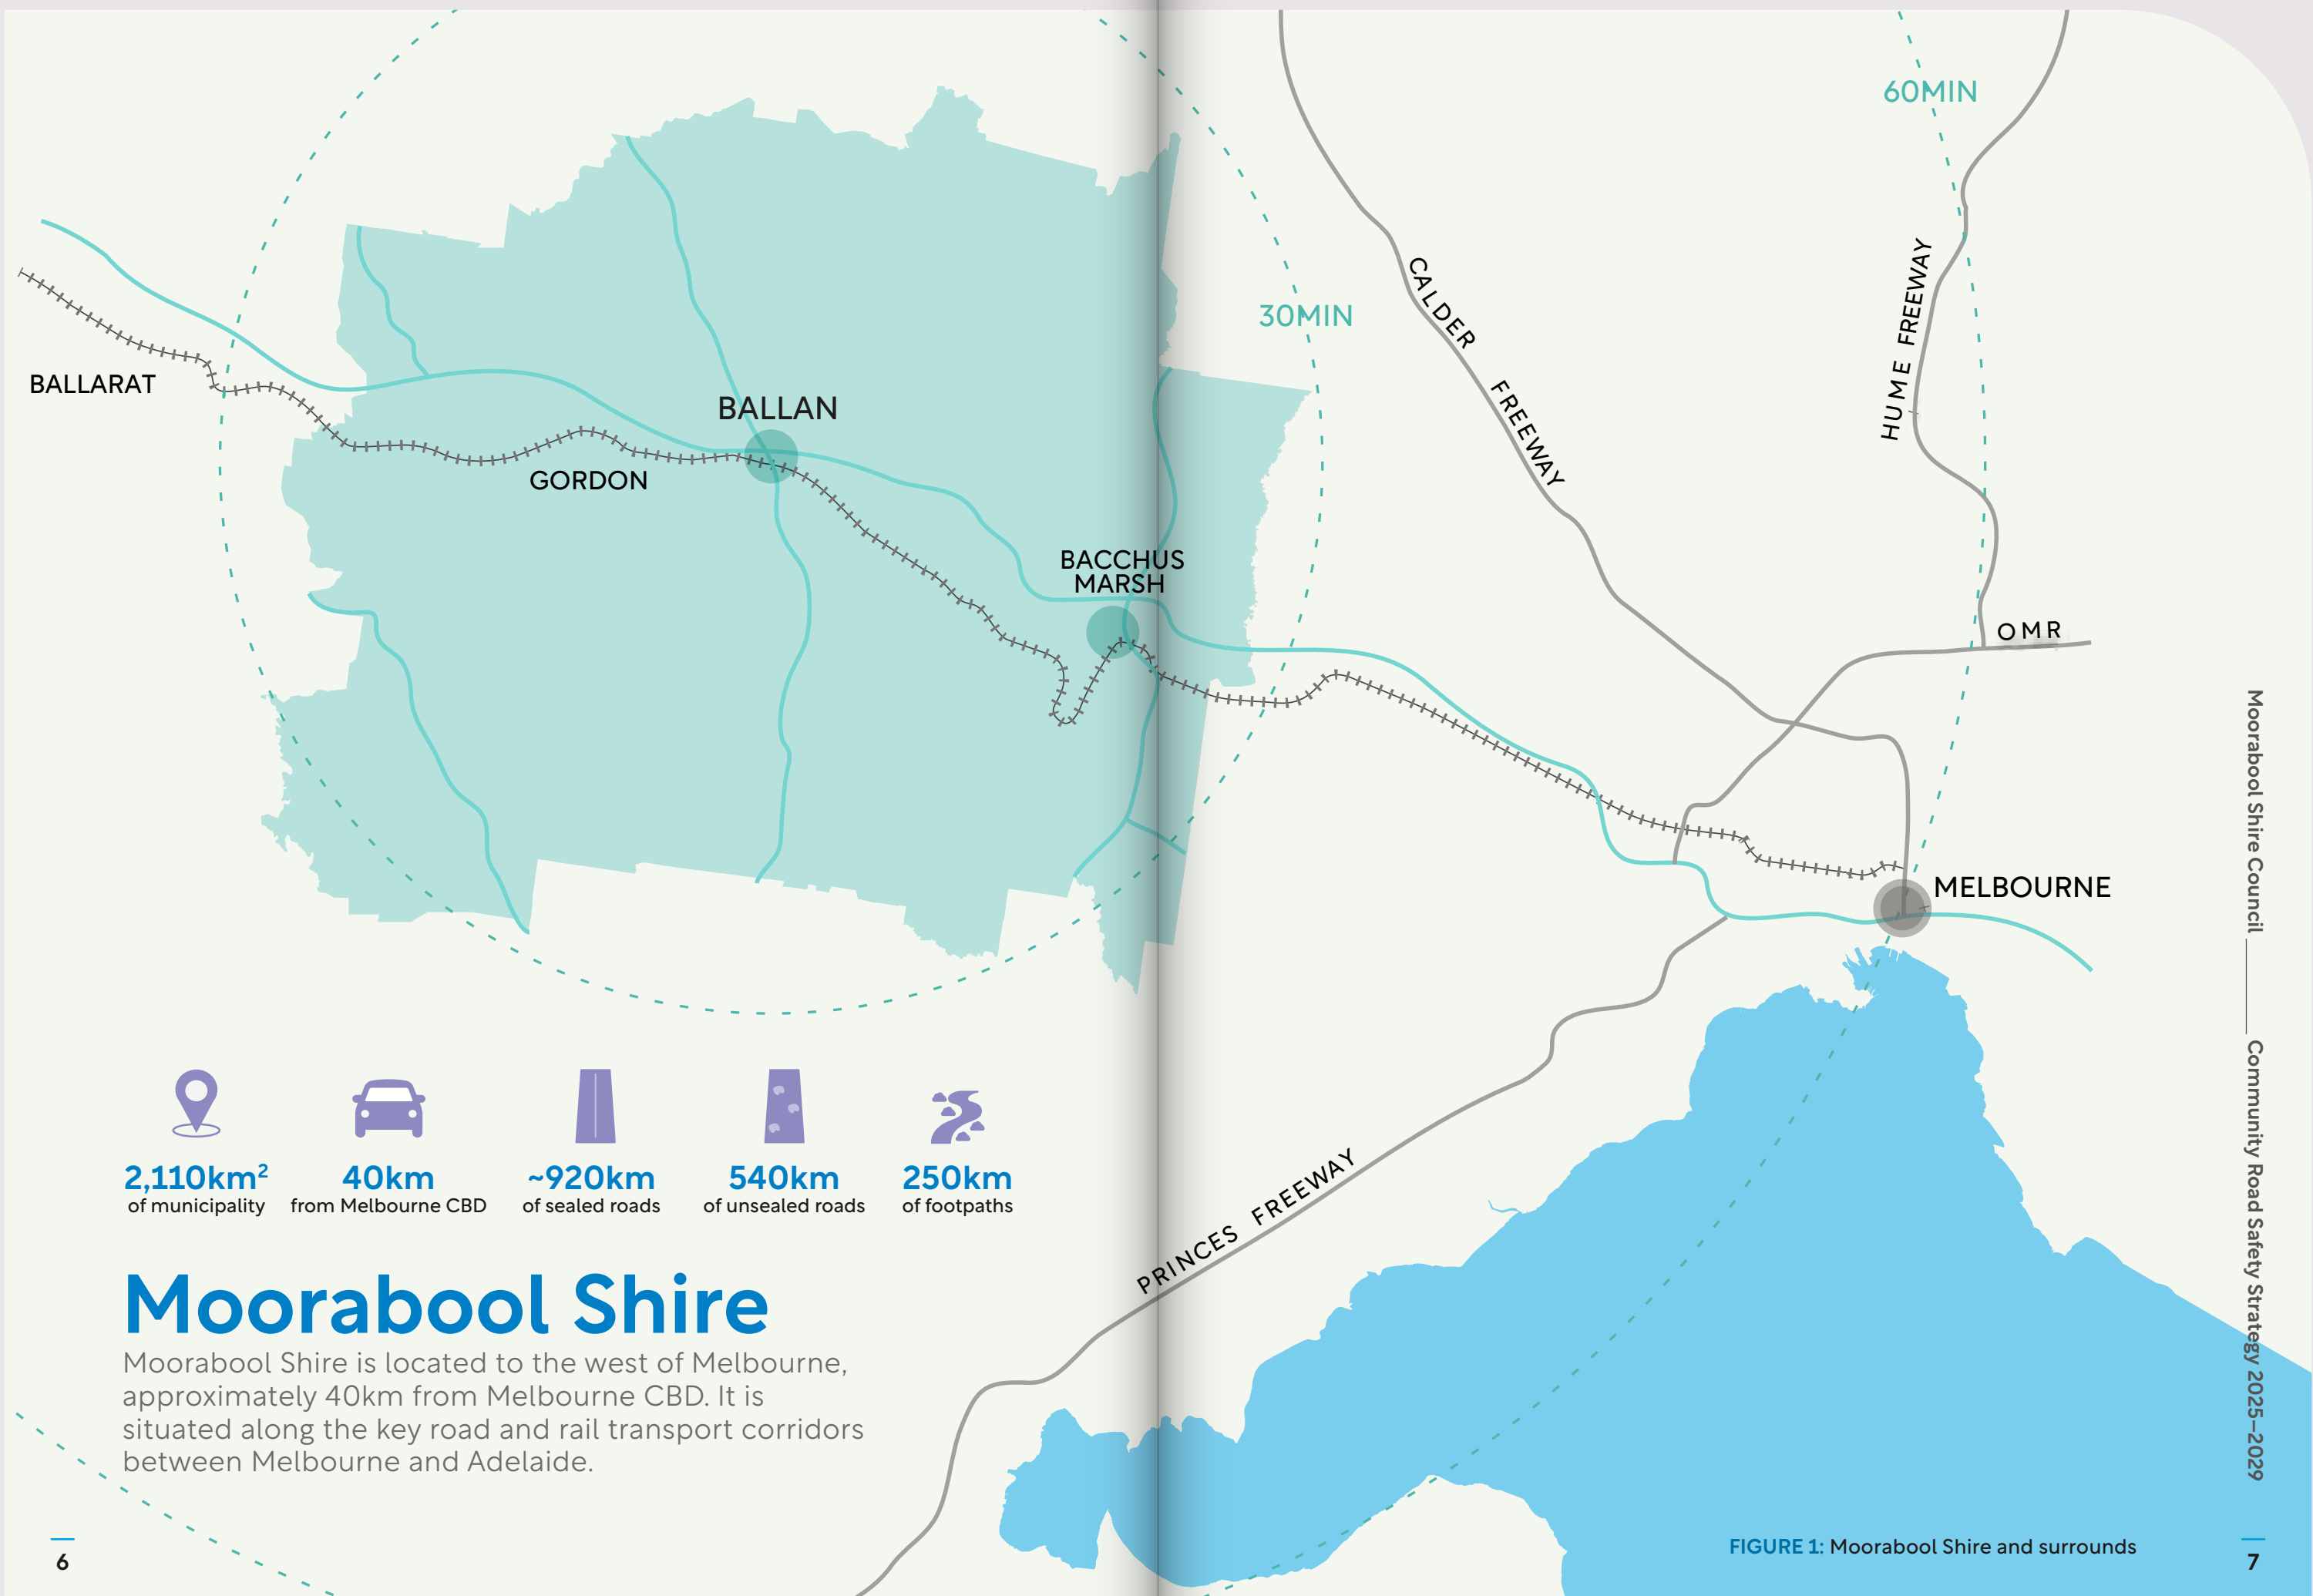 60MIN
30MIN
CALDER FREEWAY
HUME FREEWAY
BALLARAT
BALLAN
GORDON
BACCHUS
MARSH
OMR
MELBOURNE
PRINCES FREEWAY
2,110km²
of municipality
40km
from Melbourne CBD
~920km
of sealed roads
540km
of unsealed roads
250km
of footpaths
Moorabool Shire
Moorabool Shire is located to the west of Melbourne,
approximately 40km from Melbourne CBD. It is
situated along the key road and rail transport corridors
between Melbourne and Adelaide.
6
Moorabool Shire Council
Community Road Safety Strategy 2025–2029
FIGURE 1: Moorabool Shire and surrounds
7